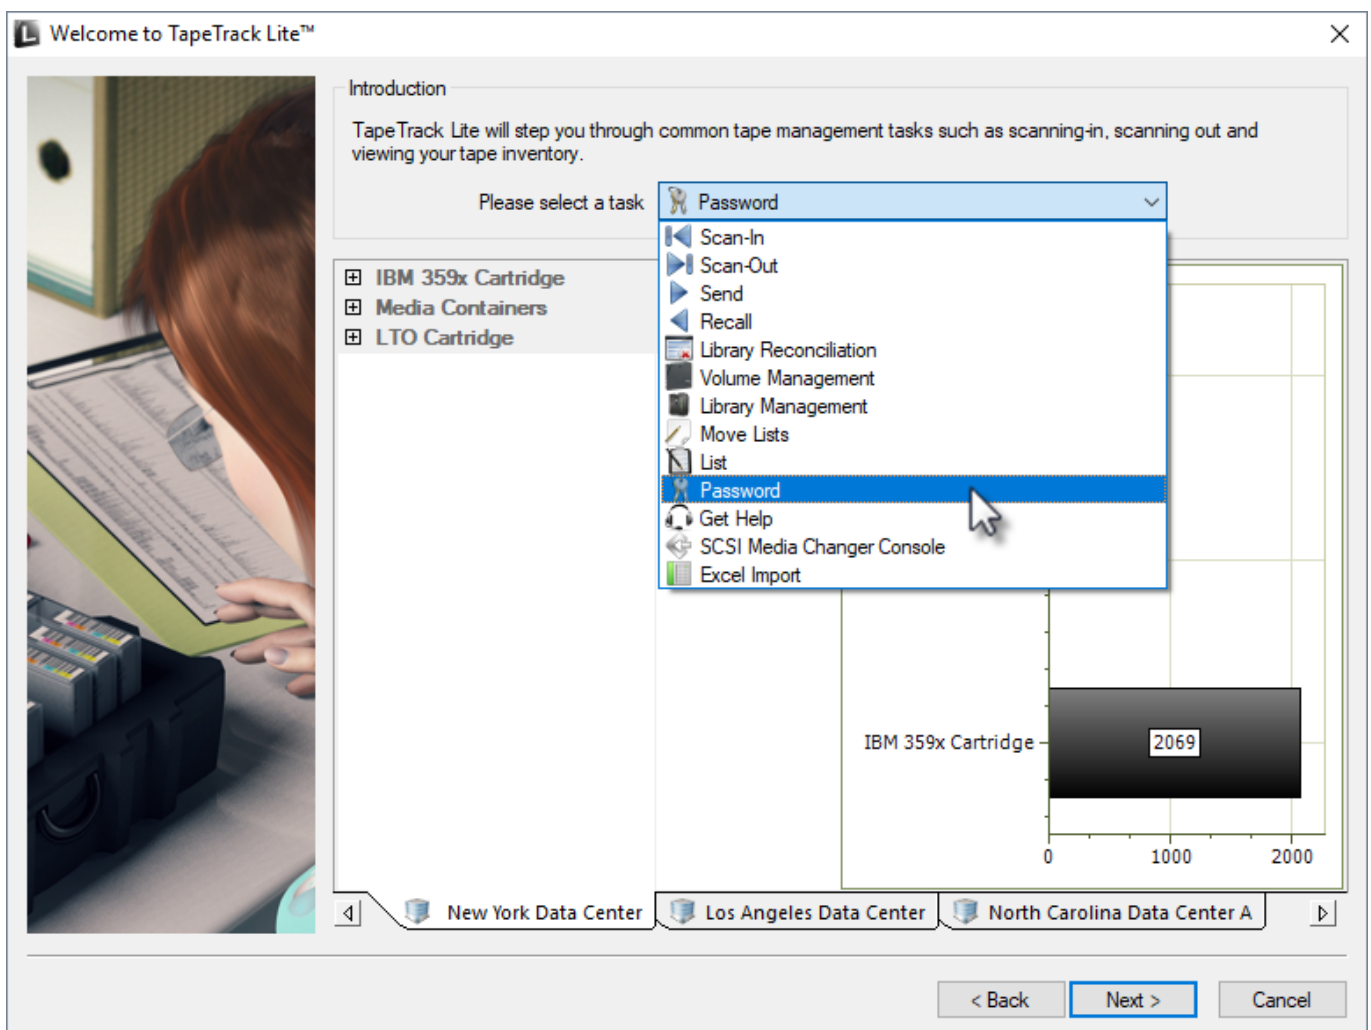 Welcome to TapeTrack Lite™
Introduction
TapeTrack Lite will step you through common tape management tasks such as scanning-in, scanning out and
viewing your tape inventory.
Please select a task
Password
Scan-In
Scan-Out
Send
Recall
Library Reconciliation
Volume Management
Library Management
Move Lists
List
Password
Get Help
SCSI Media Changer Console
Excel Import
IBM 359x Cartridge
Media Containers
LTO Cartridge
IBM 359x Cartridge
2069
0 1000 2000
New York Data Center Los Angeles Data Center North Carolina Data Center A
< Back Next > Cancel